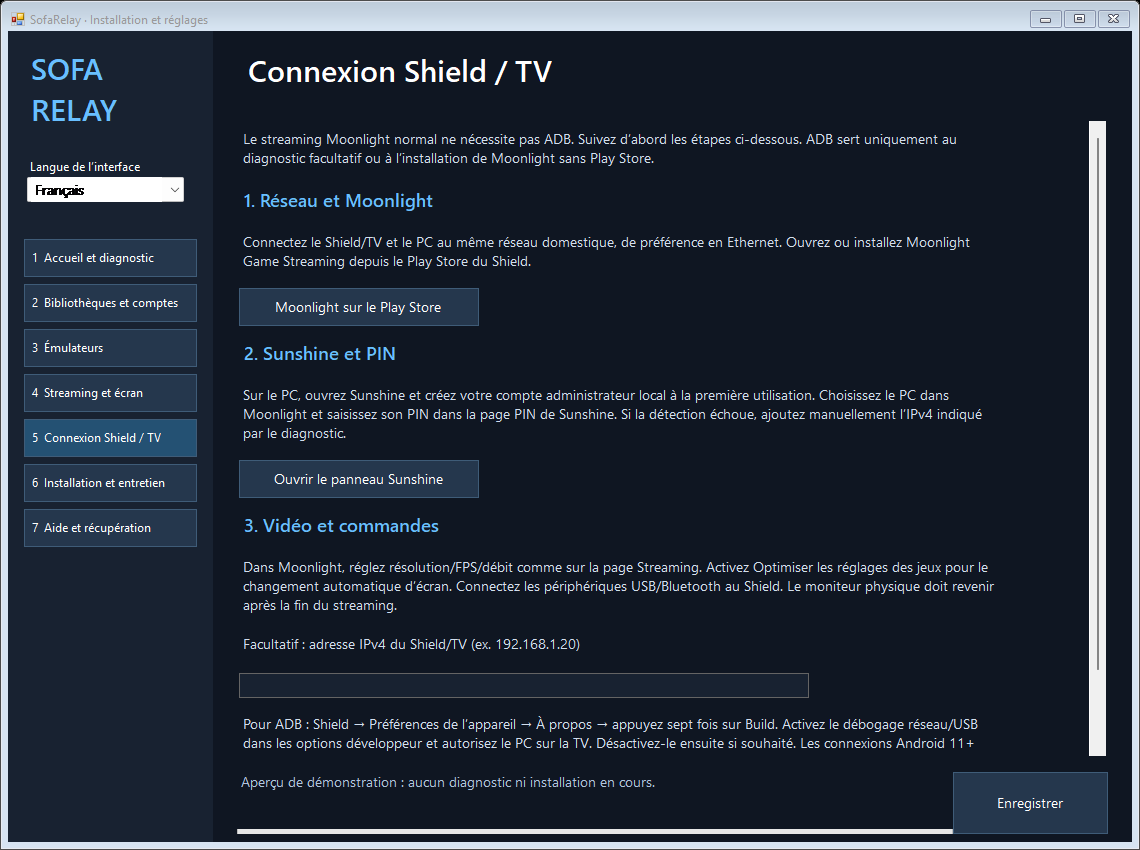 SofaRelay · Installation et réglages
SOFA
RELAY
Langue de l’interface
Français
1 Accueil et diagnostic
2 Bibliothèques et comptes
3 Émulateurs
4 Streaming et écran
5 Connexion Shield / TV
6 Installation et entretien
7 Aide et récupération
Connexion Shield / TV
Le streaming Moonlight normal ne nécessite pas ADB. Suivez d’abord les étapes ci-dessous. ADB sert uniquement au
diagnostic facultatif ou à l’installation de Moonlight sans Play Store.
1. Réseau et Moonlight
Connectez le Shield/TV et le PC au même réseau domestique, de préférence en Ethernet. Ouvrez ou installez Moonlight
Game Streaming depuis le Play Store du Shield.
Moonlight sur le Play Store
2. Sunshine et PIN
Sur le PC, ouvrez Sunshine et créez votre compte administrateur local à la première utilisation. Choisissez le PC dans
Moonlight et saisissez son PIN dans la page PIN de Sunshine. Si la détection échoue, ajoutez manuellement l’IPv4 indiqué
par le diagnostic.
Ouvrir le panneau Sunshine
3. Vidéo et commandes
Dans Moonlight, réglez résolution/FPS/débit comme sur la page Streaming. Activez Optimiser les réglages des jeux pour le
changement automatique d’écran. Connectez les périphériques USB/Bluetooth au Shield. Le moniteur physique doit revenir
après la fin du streaming.
Facultatif : adresse IPv4 du Shield/TV (ex. 192.168.1.20)
Pour ADB : Shield → Préférences de l’appareil → À propos → appuyez sept fois sur Build. Activez le débogage réseau/USB
dans les options développeur et autorisez le PC sur la TV. Désactivez-le ensuite si souhaité. Les connexions Android 11+
Aperçu de démonstration : aucun diagnostic ni installation en cours.
Enregistrer